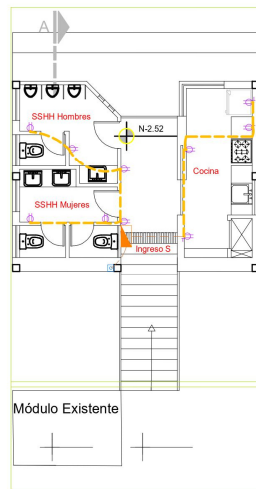 A
SSHH Hombres
N-2.52
Cocina
SSHH Mujeres
Ingreso S
Módulo Existente